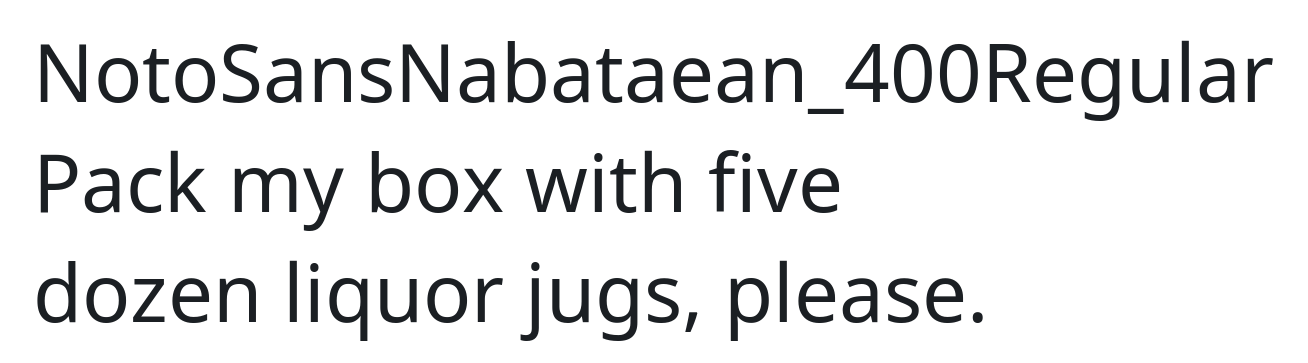 NotoSansNabataean_400Regular
Pack my box with five
dozen liquor jugs, please.